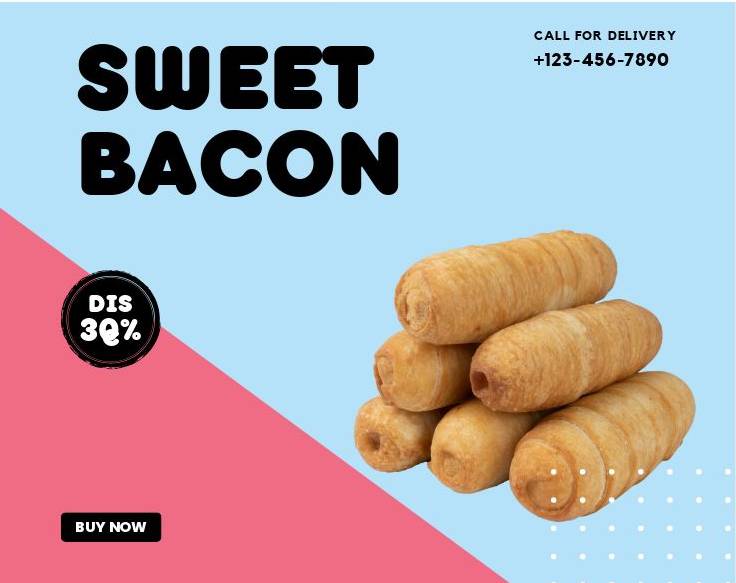 SWEET
BACON
CALL FOR DELIVERY
+123-456-7890
DIS
30%
BUY NOW